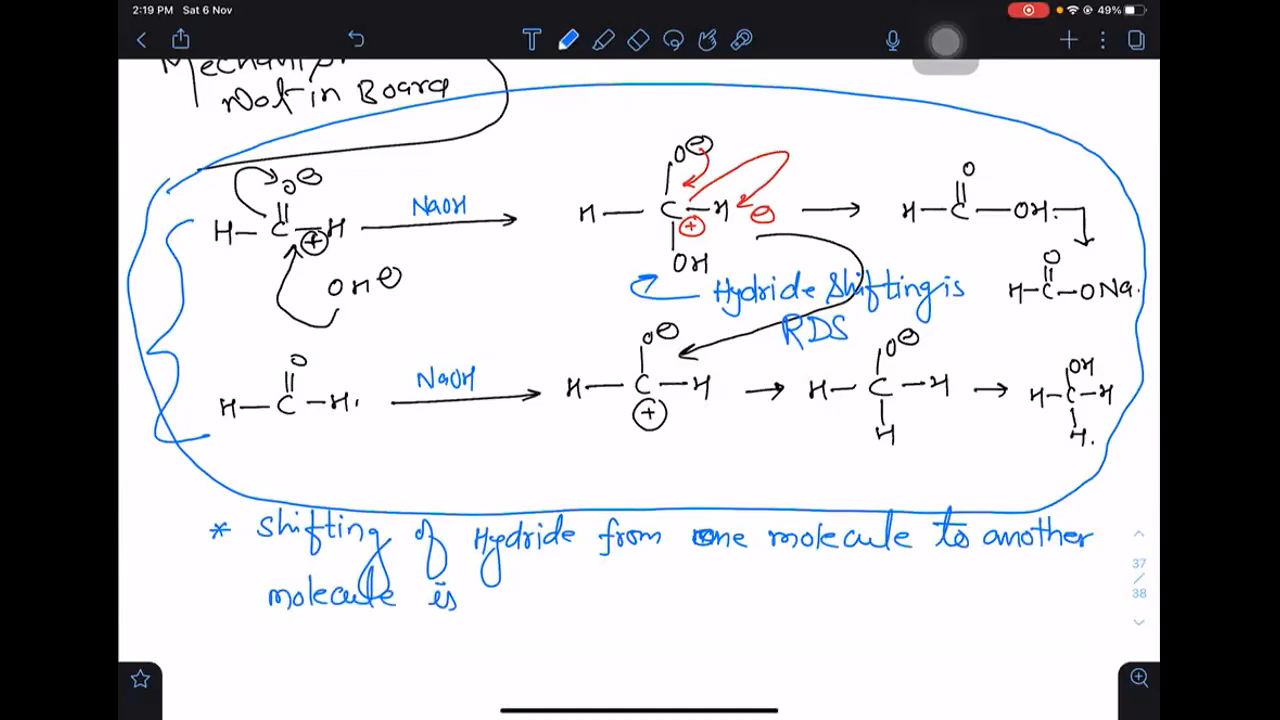 2:19 PM Sat 6 Nov
49%
Not in Board
O⊖
H—C—H
⊕
OH⊖
NaOH
O⊖
H—C—H ⊖
⊕
OH
O
H—C—OH
O
H—C—ONa
Hydride Shifting is
RDS
O
H—C—H
NaOH
O⊖
H—C—H
⊕
O⊖
H—C—H
H
OH
H—C—H
H
* Shifting of Hydride from one molecule to another
molecule is
37
/
38